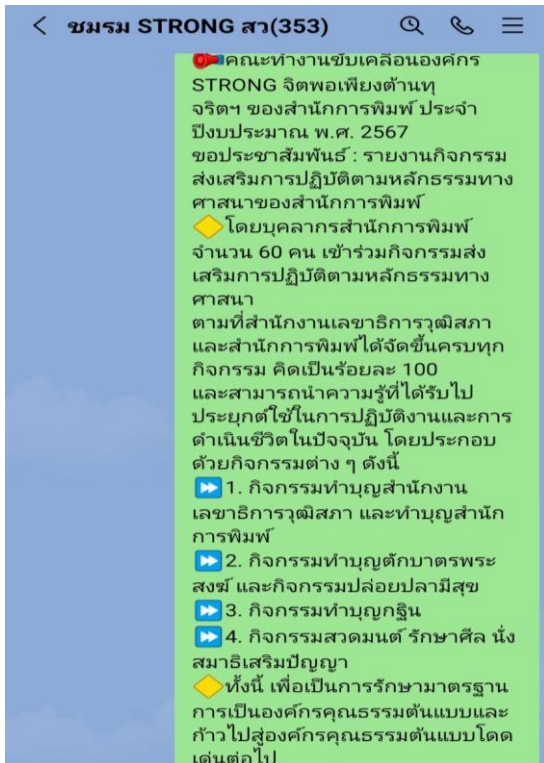 ชมรม STRONG สว(353)
คณะทำงานขับเคลื่อนองค์กร
STRONG จิตพอเพียงต้านทุ
จริตฯ ของสำนักการพิมพ์ ประจำ
ปีงบประมาณ พ.ศ. 2567
ขอประชาสัมพันธ์ : รายงานกิจกรรม
ส่งเสริมการปฏิบัติตามหลักธรรมทาง
ศาสนาของสำนักการพิมพ์
โดยบุคลากรสำนักการพิมพ์
จำนวน 60 คน เข้าร่วมกิจกรรมส่ง
เสริมการปฏิบัติตามหลักธรรมทาง
ศาสนา
ตามที่สำนักงานเลขาธิการวุฒิสภา
และสำนักการพิมพ์ได้จัดขึ้นครบทุก
กิจกรรม คิดเป็นร้อยละ 100
และสามารถนำความรู้ที่ได้รับไป
ประยุกต์ใช้ในการปฏิบัติงานและการ
ดำเนินชีวิตในปัจจุบัน โดยประกอบ
ด้วยกิจกรรมต่าง ๆ ดังนี้
1. กิจกรรมทำบุญสำนักงาน
เลขาธิการวุฒิสภา และทำบุญสำนัก
การพิมพ์
2. กิจกรรมทำบุญตักบาตรพระ
สงฆ์ และกิจกรรมปล่อยปลามีสุข
3. กิจกรรมทำบุญกฐิน
4. กิจกรรมสวดมนต์ รักษาศีล นั่ง
สมาธิเสริมปัญญา
ทั้งนี้ เพื่อเป็นการรักษามาตรฐาน
การเป็นองค์กรคุณธรรมต้นแบบและ
ก้าวไปสู่องค์กรคุณธรรมต้นแบบโดด
เด่นต่อไป